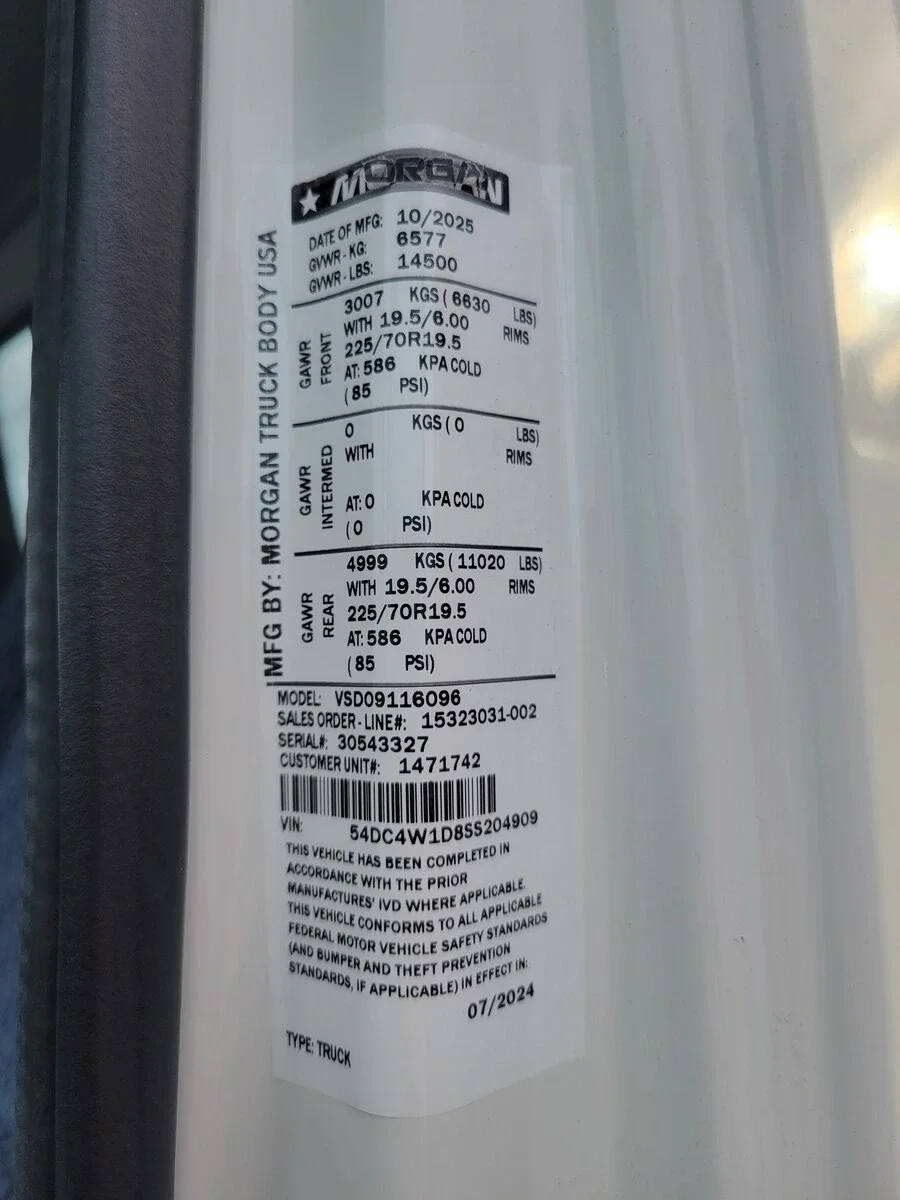 MORGAN
MFG BY: MORGAN TRUCK BODY USA
DATE OF MFG: 10/2025
GVWR - KG: 6577
GVWR - LBS: 14500
GAWR FRONT
3007 KGS ( 6630 LBS)
WITH 19.5/6.00 RIMS
225/70R19.5
AT: 586 KPA COLD
( 85 PSI)
GAWR INTERMED
0 KGS ( 0 LBS)
WITH RIMS
AT: 0 KPA COLD
( 0 PSI)
GAWR REAR
4999 KGS ( 11020 LBS)
WITH 19.5/6.00 RIMS
225/70R19.5
AT: 586 KPA COLD
( 85 PSI)
MODEL: VSD09116096
SALES ORDER - LINE#: 15323031-002
SERIAL#: 30543327
CUSTOMER UNIT#: 1471742
VIN: 54DC4W1D8SS204909
THIS VEHICLE HAS BEEN COMPLETED IN
ACCORDANCE WITH THE PRIOR
MANUFACTURES' IVD WHERE APPLICABLE.
THIS VEHICLE CONFORMS TO ALL APPLICABLE
FEDERAL MOTOR VEHICLE SAFETY STANDARDS
(AND BUMPER AND THEFT PREVENTION
STANDARDS, IF APPLICABLE) IN EFFECT IN:
07/2024
TYPE: TRUCK